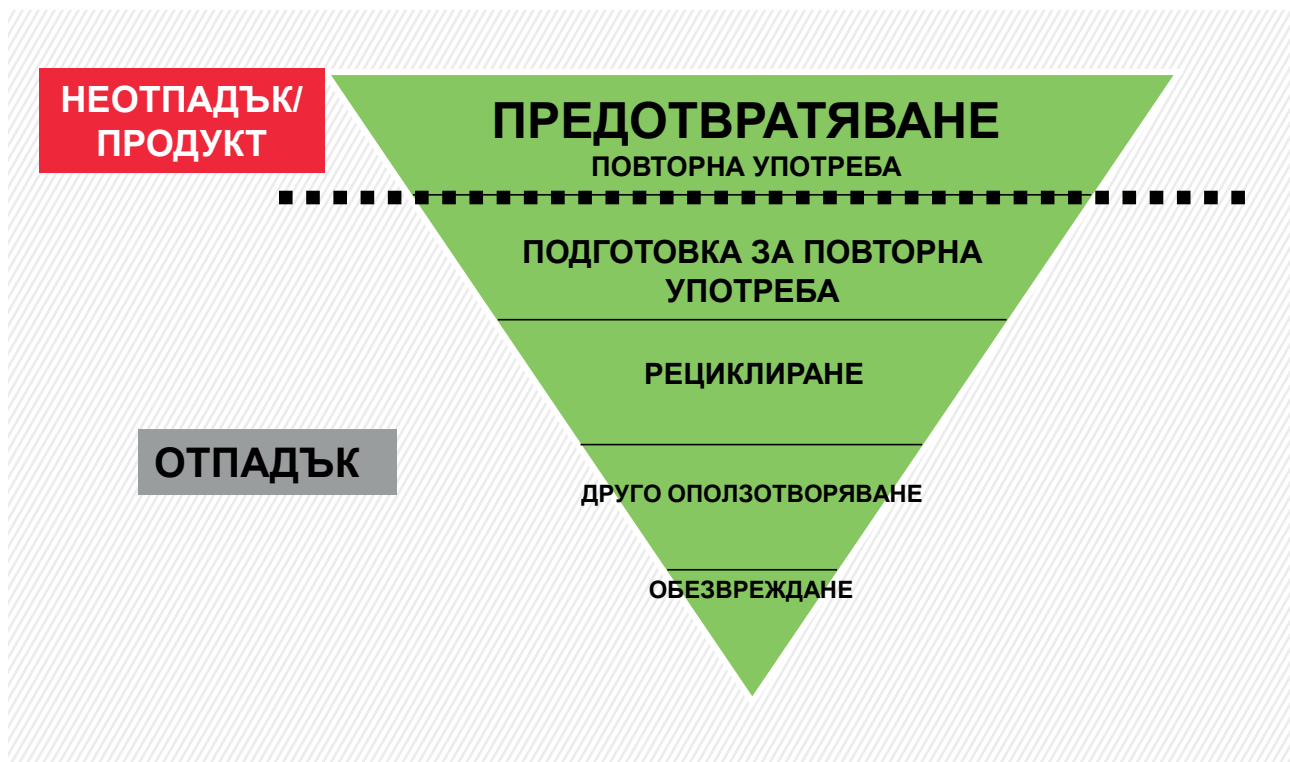 НЕОТПАДЪК/
ПРОДУКТ
ПРЕДОТВРАТЯВАНЕ
ПОВТОРНА УПОТРЕБА
ПОДГОТОВКА ЗА ПОВТОРНА
УПОТРЕБА
РЕЦИКЛИРАНЕ
ОТПАДЪК
ДРУГО ОПОЛЗОТВОРЯВАНЕ
ОБЕЗВРЕЖДАНЕ